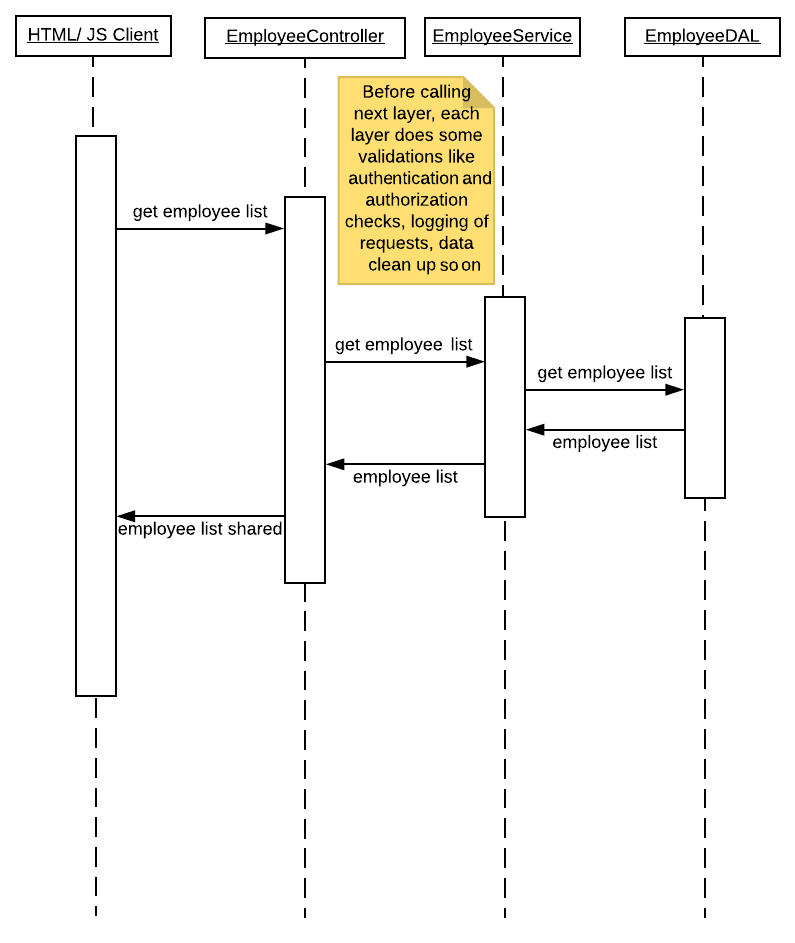 HTML/ JS Client
EmployeeController
EmployeeService
EmployeeDAL
Before calling
next layer, each
layer does some
validations like
authentication and
authorization
checks, logging of
requests, data
clean up so on
get employee list
get employee list
get employee list
employee list
employee list
employee list shared